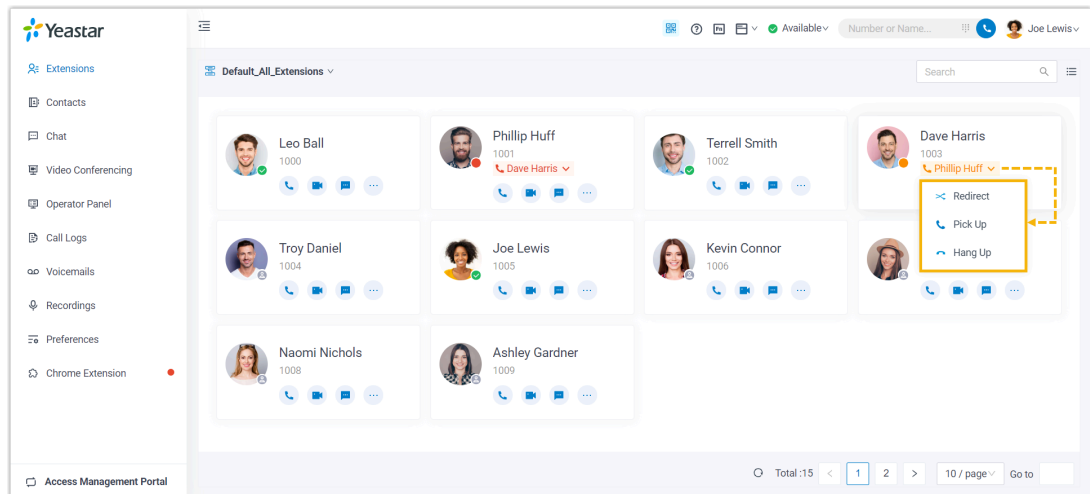 Yeastar
Available
Number or Name...
Joe Lewis
Extensions
Contacts
Chat
Video Conferencing
Operator Panel
Call Logs
Voicemails
Recordings
Preferences
Chrome Extension
Access Management Portal
Default_All_Extensions
Search
Leo Ball
1000
Phillip Huff
1001
Dave Harris
Terrell Smith
1002
Dave Harris
1003
Phillip Huff
Redirect
Pick Up
Hang Up
Troy Daniel
1004
Joe Lewis
1005
Kevin Connor
1006
Naomi Nichols
1008
Ashley Gardner
1009
Total :15
1
2
10 / page
Go to